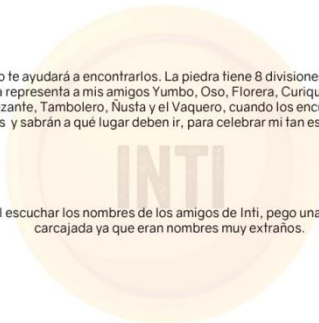 o te ayudará a encontrarlos. La piedra tiene 8 divisiones
a representa a mis amigos Yumbo, Oso, Florera, Curiqu
zante, Tambolero, Ñusta y el Vaquero, cuando los encu
s y sabrán a qué lugar deben ir, para celebrar mi tan es
INTI
INTI
l escuchar los nombres de los amigos de Inti, pego una
carcajada ya que eran nombres muy extraños.